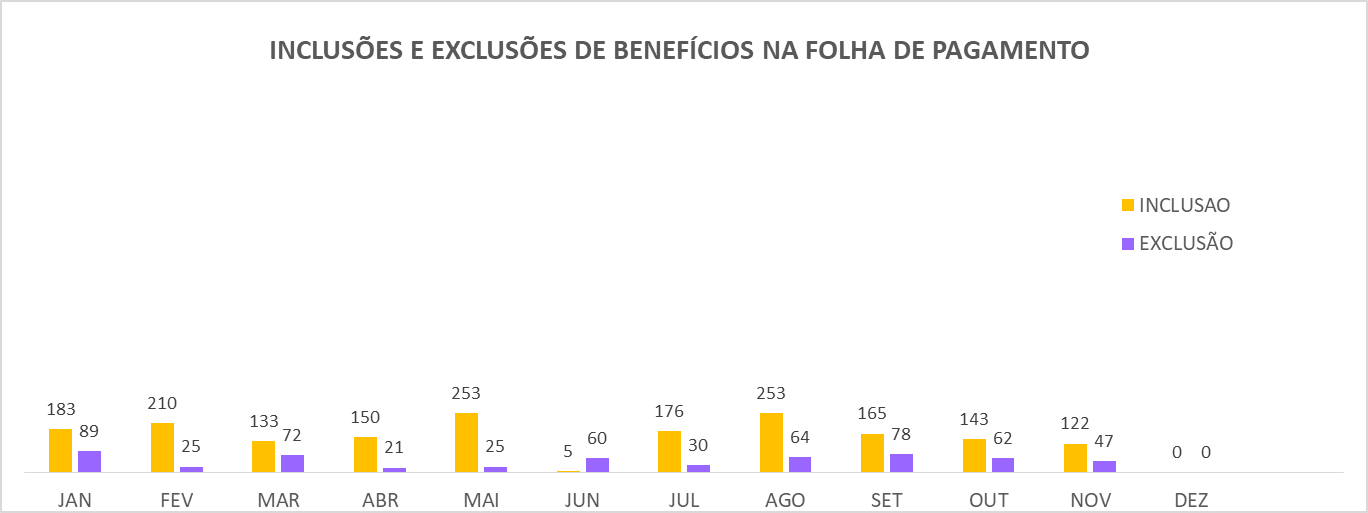 INCLUSÕES E EXCLUSÕES DE BENEFÍCIOS NA FOLHA DE PAGAMENTO
INCLUSAO
EXCLUSÃO
183 89 210 25 133 72 150 21 253 25 5 60 176 30 253 64 165 78 143 62 122 47 0 0
JAN FEV MAR ABR MAI JUN JUL AGO SET OUT NOV DEZ